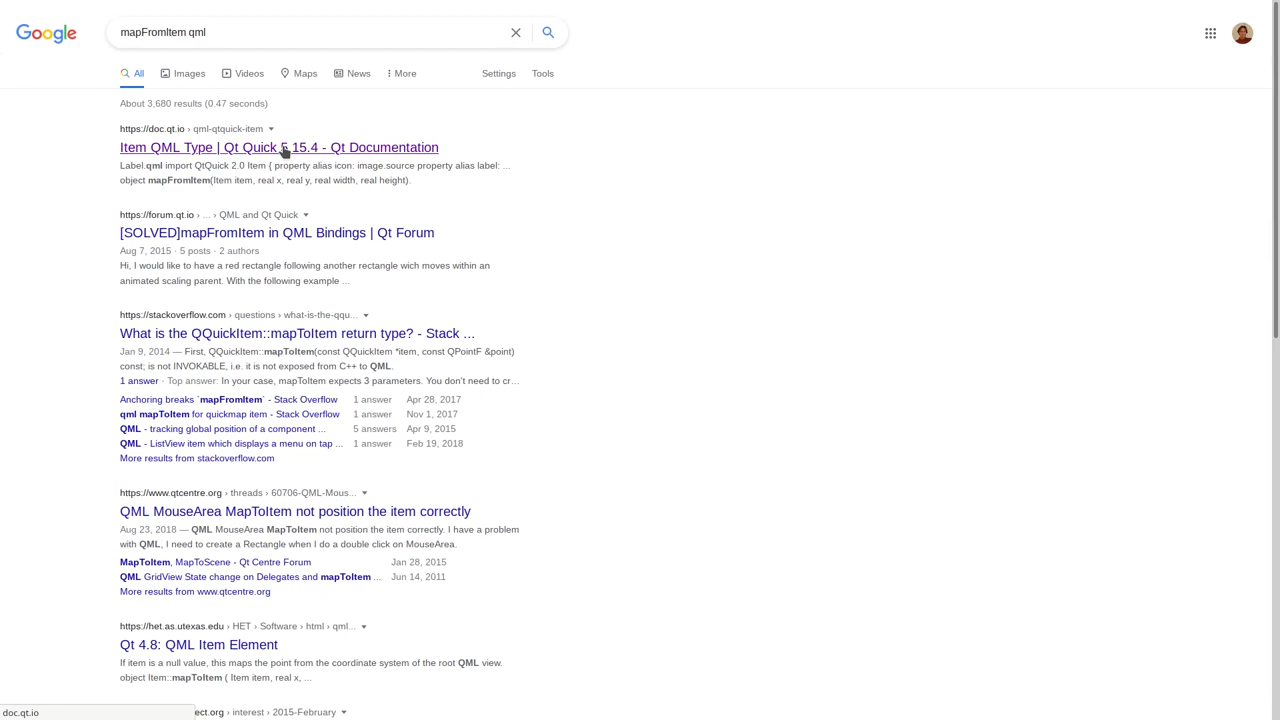 Google
mapFromItem qml
All Images Videos Maps News More Settings Tools
About 3,680 results (0.47 seconds)
https://doc.qt.io › qml-qtquick-item
Item QML Type | Qt Quick 5.15.4 - Qt Documentation
Label.qml import QtQuick 2.0 Item { property alias icon: image.source property alias label: ...
object mapFromItem(Item item, real x, real y, real width, real height).
https://forum.qt.io › ... › QML and Qt Quick
[SOLVED]mapFromItem in QML Bindings | Qt Forum
Aug 7, 2015 · 5 posts · 2 authors
Hi, I would like to have a red rectangle following another rectangle wich moves within an
animated scaling parent. With the following example ...
https://stackoverflow.com › questions › what-is-the-qqu...
What is the QQuickItem::mapToItem return type? - Stack ...
Jan 9, 2014 — First, QQuickItem::mapToItem(const QQuickItem *item, const QPointF &point)
const; is not INVOKABLE, i.e. it is not exposed from C++ to QML.
1 answer · Top answer: In your case, mapToItem expects 3 parameters. You don't need to cr...
Anchoring breaks `mapFromItem` - Stack Overflow 1 answer Apr 28, 2017
qml mapToItem for quickmap item - Stack Overflow 1 answer Nov 1, 2017
QML - tracking global position of a component ... 5 answers Apr 9, 2015
QML - ListView item which displays a menu on tap ... 1 answer Feb 19, 2018
More results from stackoverflow.com
https://www.qtcentre.org › threads › 60706-QML-Mous...
QML MouseArea MapToItem not position the item correctly
Aug 23, 2018 — QML MouseArea MapToItem not position the item correctly. I have a problem
with QML, I need to create a Rectangle when I do a double click on MouseArea.
MapToItem, MapToScene - Qt Centre Forum Jan 28, 2015
QML GridView State change on Delegates and mapToItem ... Jun 14, 2011
More results from www.qtcentre.org
https://het.as.utexas.edu › HET › Software › html › qml...
Qt 4.8: QML Item Element
If item is a null value, this maps the point from the coordinate system of the root QML view.
object Item::mapToItem ( Item item, real x, ...
doc.qt.io ect.org › interest › 2015-February